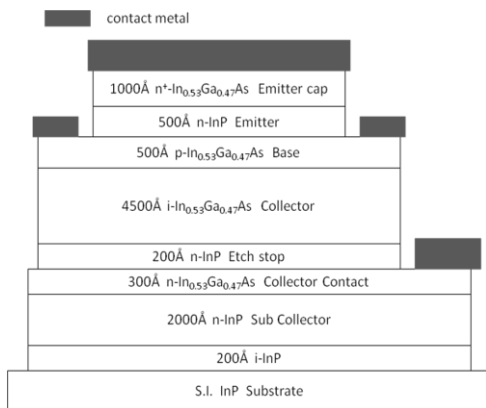 contact metal
1000Å n⁺-In₀.₅₃Ga₀.₄₇As Emitter cap
500Å n-InP Emitter
500Å p-In₀.₅₃Ga₀.₄₇As Base
4500Å i-In₀.₅₃Ga₀.₄₇As Collector
200Å n-InP Etch stop
300Å n-In₀.₅₃Ga₀.₄₇As Collector Contact
2000Å n-InP Sub Collector
200Å i-InP
S.I. InP Substrate